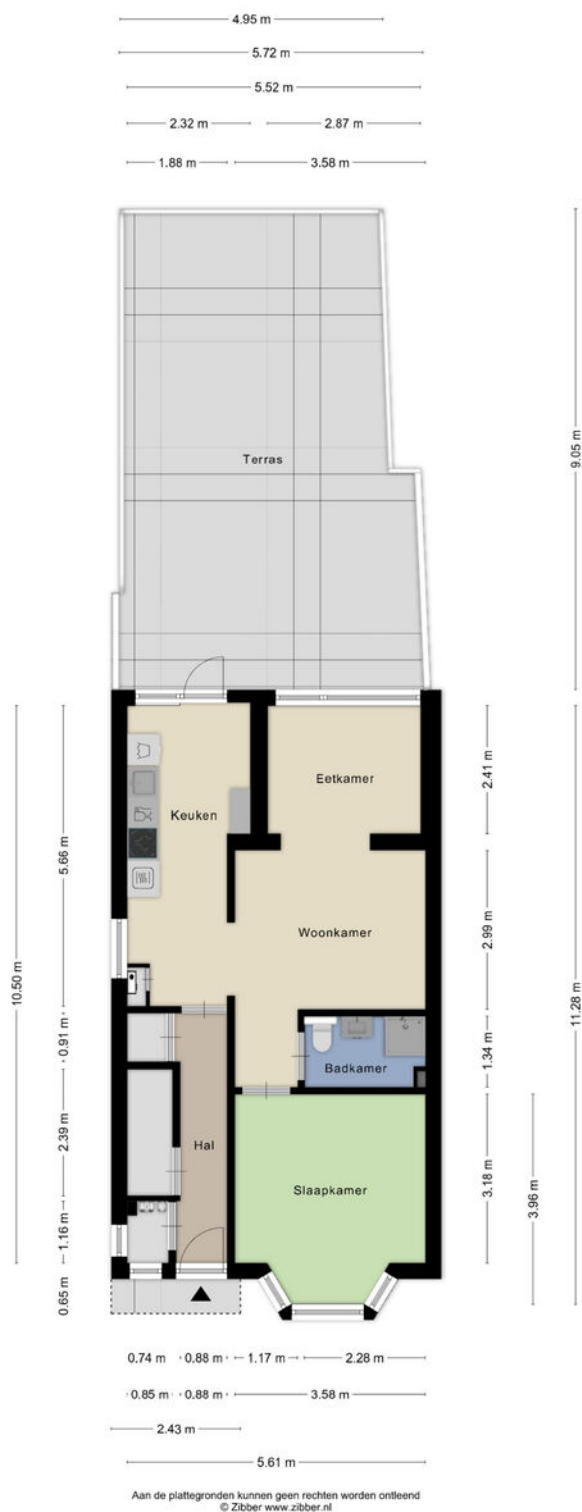 4.95 m
5.72 m
5.52 m
2.32 m 2.87 m
1.88 m 3.58 m
Terras
9.05 m
Eetkamer
2.41 m
Keuken
5.66 m
Woonkamer
2.99 m
10.50 m
11.28 m
0.91 m
1.34 m
Badkamer
Hal
2.39 m
Slaapkamer
3.18 m
3.96 m
1.16 m
0.65 m
0.74 m 0.88 m 1.17 m 2.28 m
0.85 m 0.88 m 3.58 m
2.43 m
5.61 m
Aan de plattegronden kunnen geen rechten worden ontleend
© Zibber www.zibber.nl